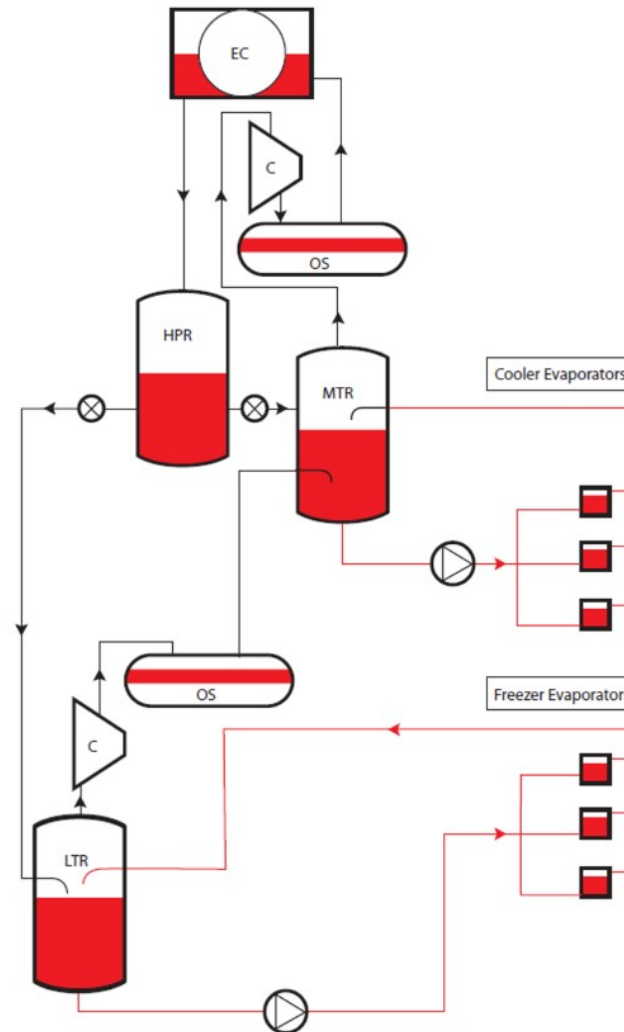 EC
C
OS
HPR
MTR
Cooler Evaporators
OS
Freezer Evaporator
C
LTR